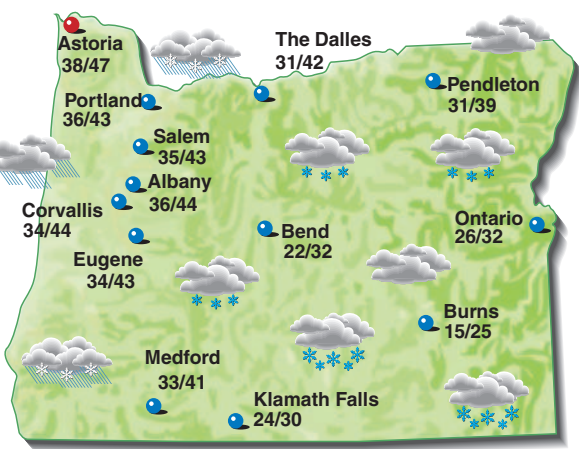 Astoria
38/47
The Dalles
31/42
Pendleton
31/39
Portland
36/43
Salem
35/43
Albany
36/44
Corvallis
34/44
Eugene
34/43
Bend
22/32
Ontario
26/32
Burns
15/25
Medford
33/41
Klamath Falls
24/30